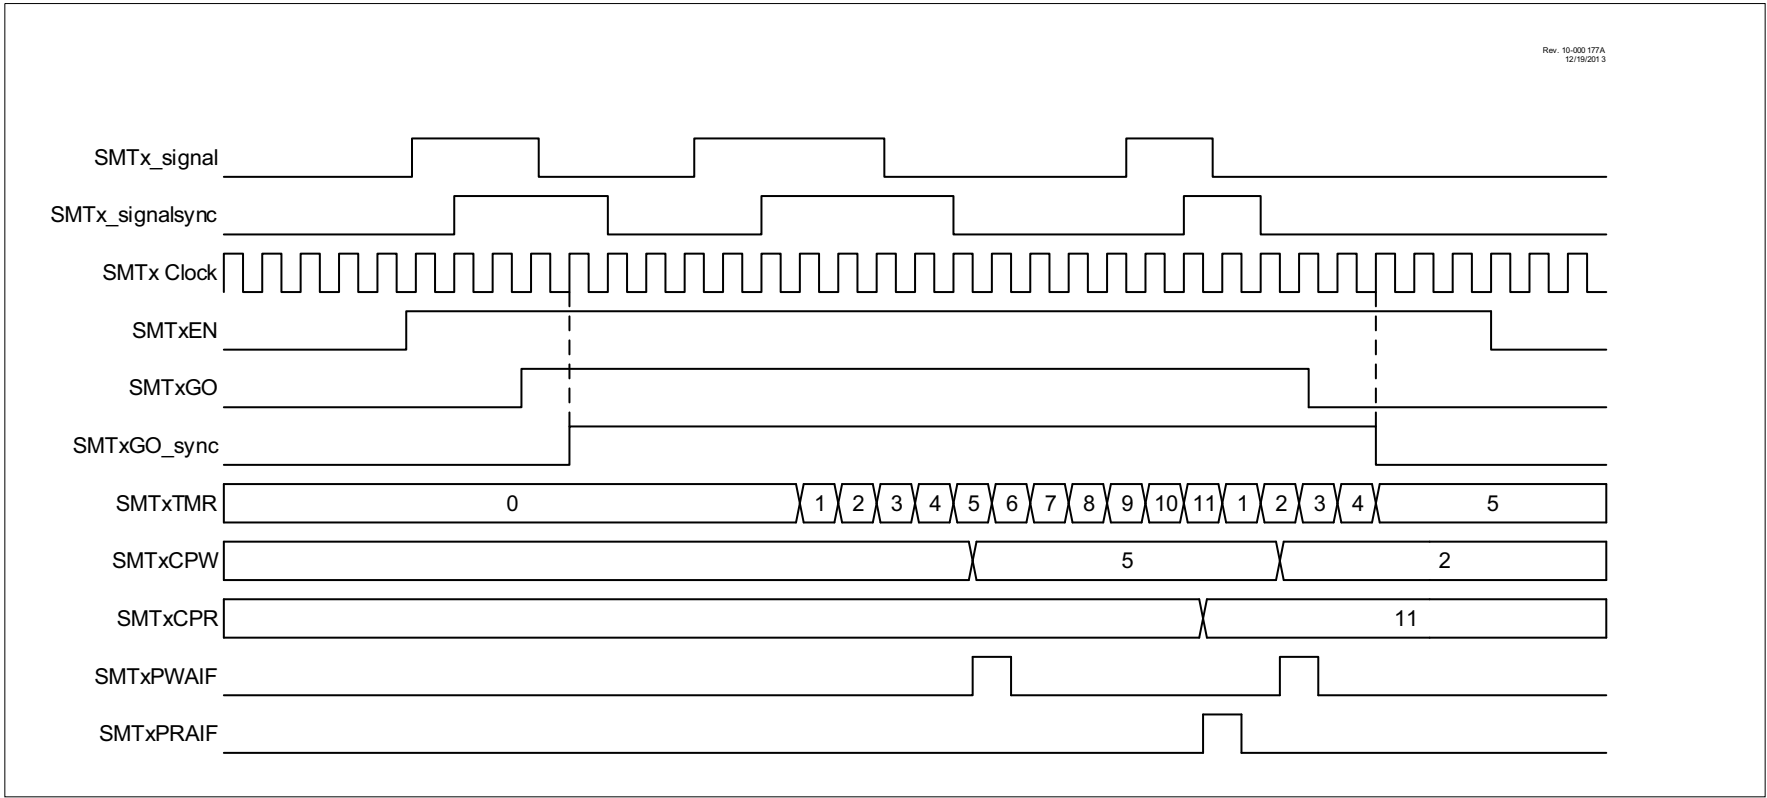 Rev. 10-000 177A
12/19/201 3
SMTx_signal
SMTx_signalsync
SMTx Clock
SMTxEN
SMTxGO
SMTxGO_sync
SMTxTMR 0 1 2 3 4 5 6 7 8 9 10 11 1 2 3 4 5
SMTxCPW 5 2
SMTxCPR 11
SMTxPWAIF
SMTxPRAIF